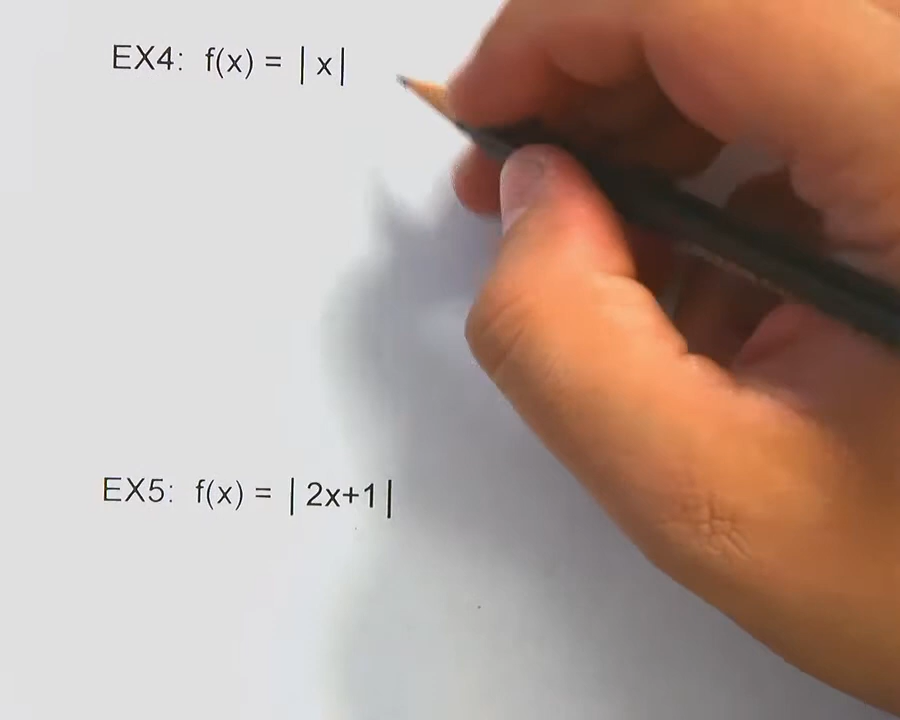 EX4: f(x) = | x |
EX5: f(x) = | 2x+1 |